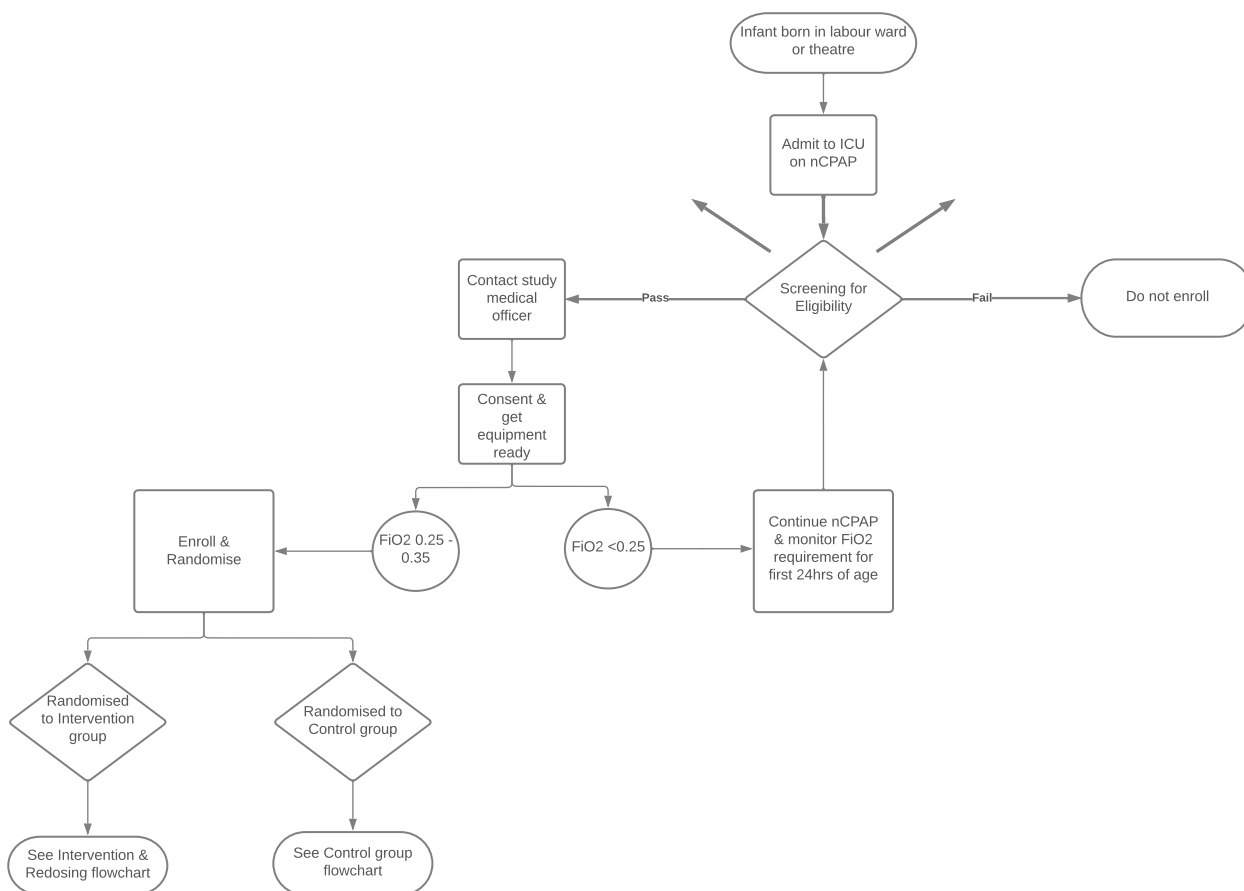 Infant born in labour ward
or theatre
Admit to ICU
on nCPAP
Screening for
Eligibility
Pass
Fail
Do not enroll
Contact study
medical
officer
Consent &
get
equipment
ready
FiO2 0.25 -
0.35
FiO2 <0.25
Continue nCPAP
& monitor FiO2
requirement for
first 24hrs of age
Enroll &
Randomise
Randomised
to Intervention
group
Randomised to
Control group
See Intervention &
Redosing flowchart
See Control group
flowchart